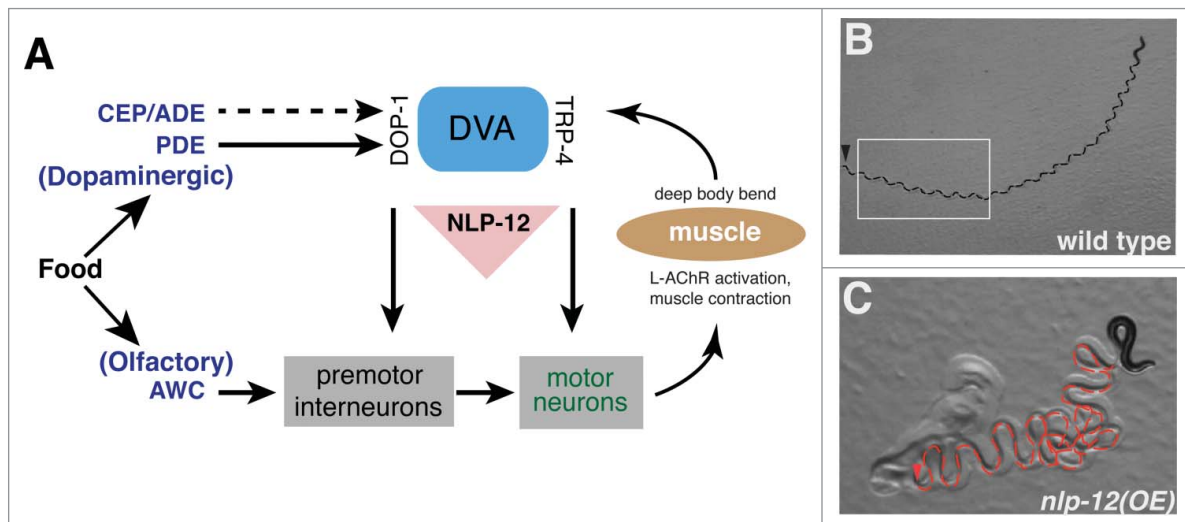 A
CEP/ADE
PDE
(Dopaminergic)
Food
(Olfactory)
AWC
DOP-1
DVA
TRP-4
NLP-12
premotor
interneurons
motor
neurons
deep body bend
muscle
L-AChR activation,
muscle contraction
B
wild type
C
nlp-12(OE)